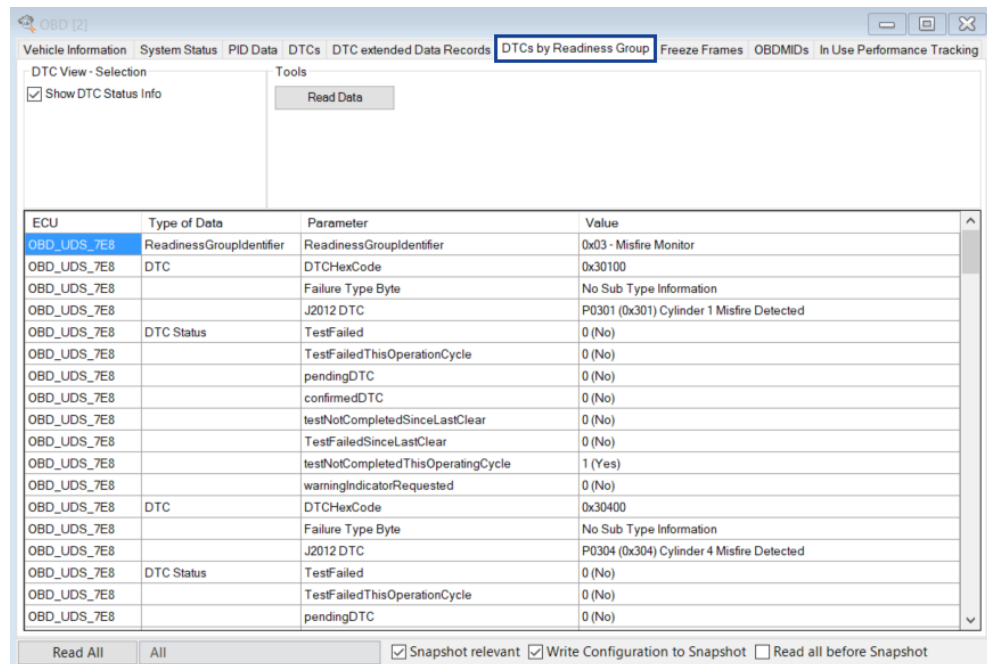 OBD [2]
Vehicle Information System Status PID Data DTCs DTC extended Data Records DTCs by Readiness Group Freeze Frames OBDMIDs In Use Performance Tracking
DTC View - Selection Tools
Show DTC Status Info Read Data
ECU Type of Data Parameter Value
OBD_UDS_7E8 ReadinessGroupIdentifier ReadinessGroupIdentifier 0x03 - Misfire Monitor
OBD_UDS_7E8 DTC DTCHexCode 0x30100
OBD_UDS_7E8 Failure Type Byte No Sub Type Information
OBD_UDS_7E8 J2012 DTC P0301 (0x301) Cylinder 1 Misfire Detected
OBD_UDS_7E8 DTC Status TestFailed 0 (No)
OBD_UDS_7E8 TestFailedThisOperationCycle 0 (No)
OBD_UDS_7E8 pendingDTC 0 (No)
OBD_UDS_7E8 confirmedDTC 0 (No)
OBD_UDS_7E8 testNotCompletedSinceLastClear 0 (No)
OBD_UDS_7E8 TestFailedSinceLastClear 0 (No)
OBD_UDS_7E8 testNotCompletedThisOperatingCycle 1 (Yes)
OBD_UDS_7E8 warningIndicatorRequested 0 (No)
OBD_UDS_7E8 DTC DTCHexCode 0x30400
OBD_UDS_7E8 Failure Type Byte No Sub Type Information
OBD_UDS_7E8 J2012 DTC P0304 (0x304) Cylinder 4 Misfire Detected
OBD_UDS_7E8 DTC Status TestFailed 0 (No)
OBD_UDS_7E8 TestFailedThisOperationCycle 0 (No)
OBD_UDS_7E8 pendingDTC 0 (No)
Read All All Snapshot relevant Write Configuration to Snapshot Read all before Snapshot